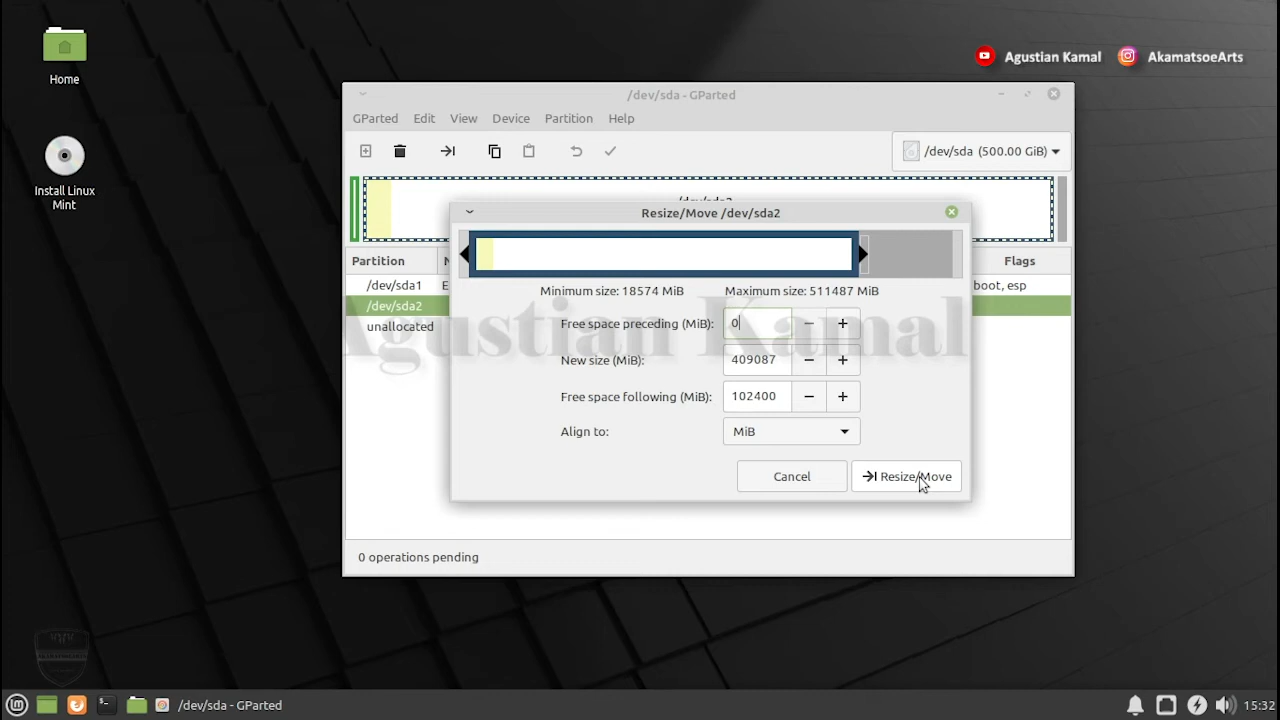 Home
Install Linux
Mint
Agustian Kamal
AkamatsoeArts
/dev/sda - GParted
GParted Edit View Device Partition Help
/dev/sda (500.00 GiB)
Resize/Move /dev/sda2
Partition
Flags
/dev/sda1
boot, esp
/dev/sda2
unallocated
Minimum size: 18574 MiB Maximum size: 511487 MiB
Free space preceding (MiB): 0
New size (MiB): 409087
Free space following (MiB): 102400
Align to: MiB
Cancel Resize/Move
Agustian Kamal
0 operations pending
/dev/sda - GParted
15:32